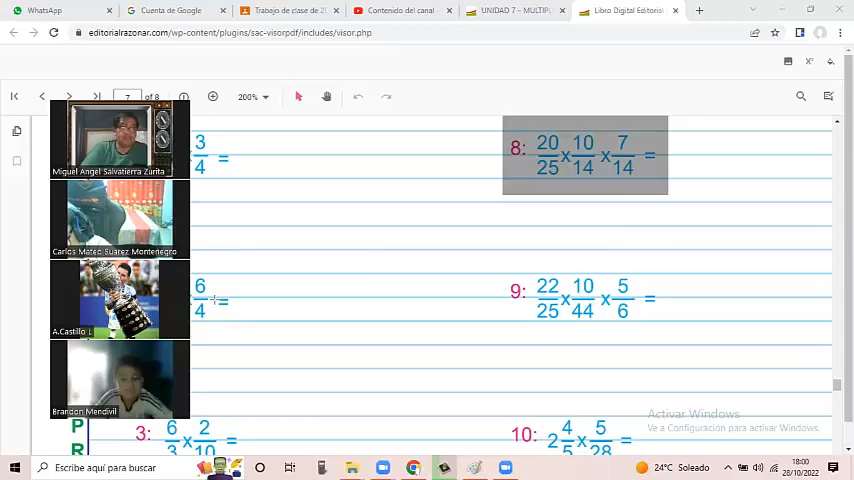 WhatsApp
Cuenta de Google
Trabajo de clase de 2
Contenido del canal -
UNIDAD 7 – MULTIPL
Libro Digital Editorial
editorialrazonar.com/wp-content/plugins/sac-visorpdf/includes/visor.php
7 of 8
200%
3/4 =
8: 20/25 x 10/14 x 7/14 =
Miguel Angel Salvatierra Zurita
Carlos Mateo Suarez Montenegro
6/4 =
9: 22/25 x 10/44 x 5/6 =
A.Castillo L
Brandon Mendivil
Activar Windows
Ve a Configuración para activar Windows.
P
R
3: 6/3 x 2/10 =
10: 2 4/5 x 5/28 =
Escribe aquí para buscar
24°C Soleado
18:00
28/10/2022